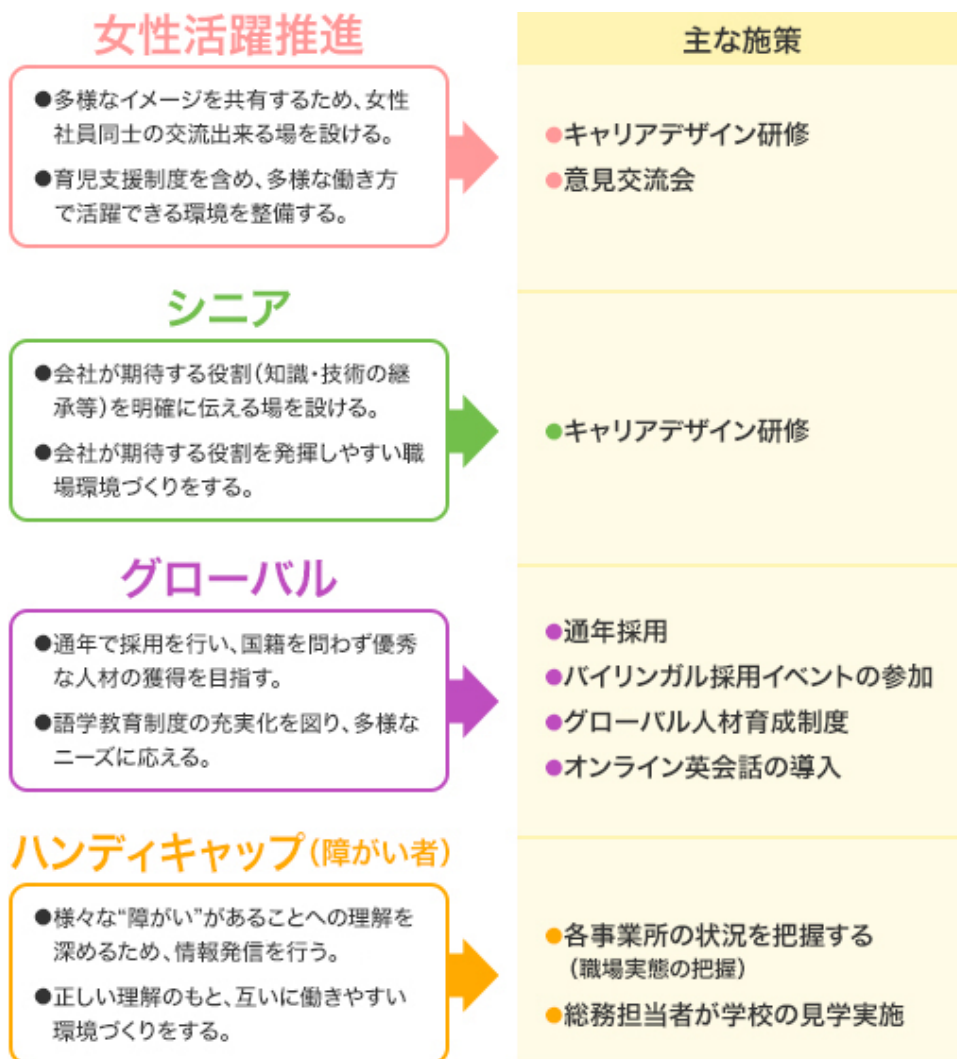 女性活躍推進
●多様なイメージを共有するため、女性
社員同士の交流出来る場を設ける。
●育児支援制度を含め、多様な働き方
で活躍できる環境を整備する。
主な施策
●キャリアデザイン研修
●意見交流会
シニア
●会社が期待する役割(知識・技術の継
承等)を明確に伝える場を設ける。
●会社が期待する役割を発揮しやすい職
場環境づくりをする。
●キャリアデザイン研修
グローバル
●通年で採用を行い、国籍を問わず優秀
な人材の獲得を目指す。
●語学教育制度の充実化を図り、多様な
ニーズに応える。
●通年採用
●バイリンガル採用イベントの参加
●グローバル人材育成制度
●オンライン英会話の導入
ハンディキャップ(障がい者)
●様々な“障がい”があることへの理解を
深めるため、情報発信を行う。
●正しい理解のもと、互いに働きやすい
環境づくりをする。
●各事業所の状況を把握する
(職場実態の把握)
●総務担当者が学校の見学実施